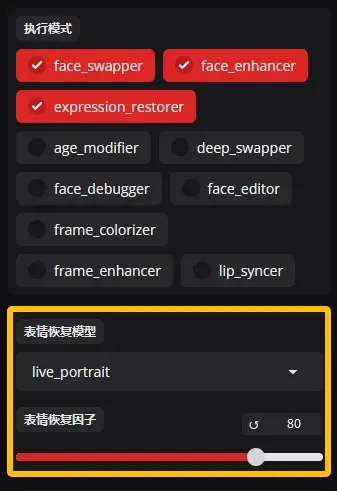 执行模式
face_swapper face_enhancer
expression_restorer
age_modifier deep_swapper
face_debugger face_editor
frame_colorizer
frame_enhancer lip_syncer
表情恢复模型
live_portrait
表情恢复因子 80